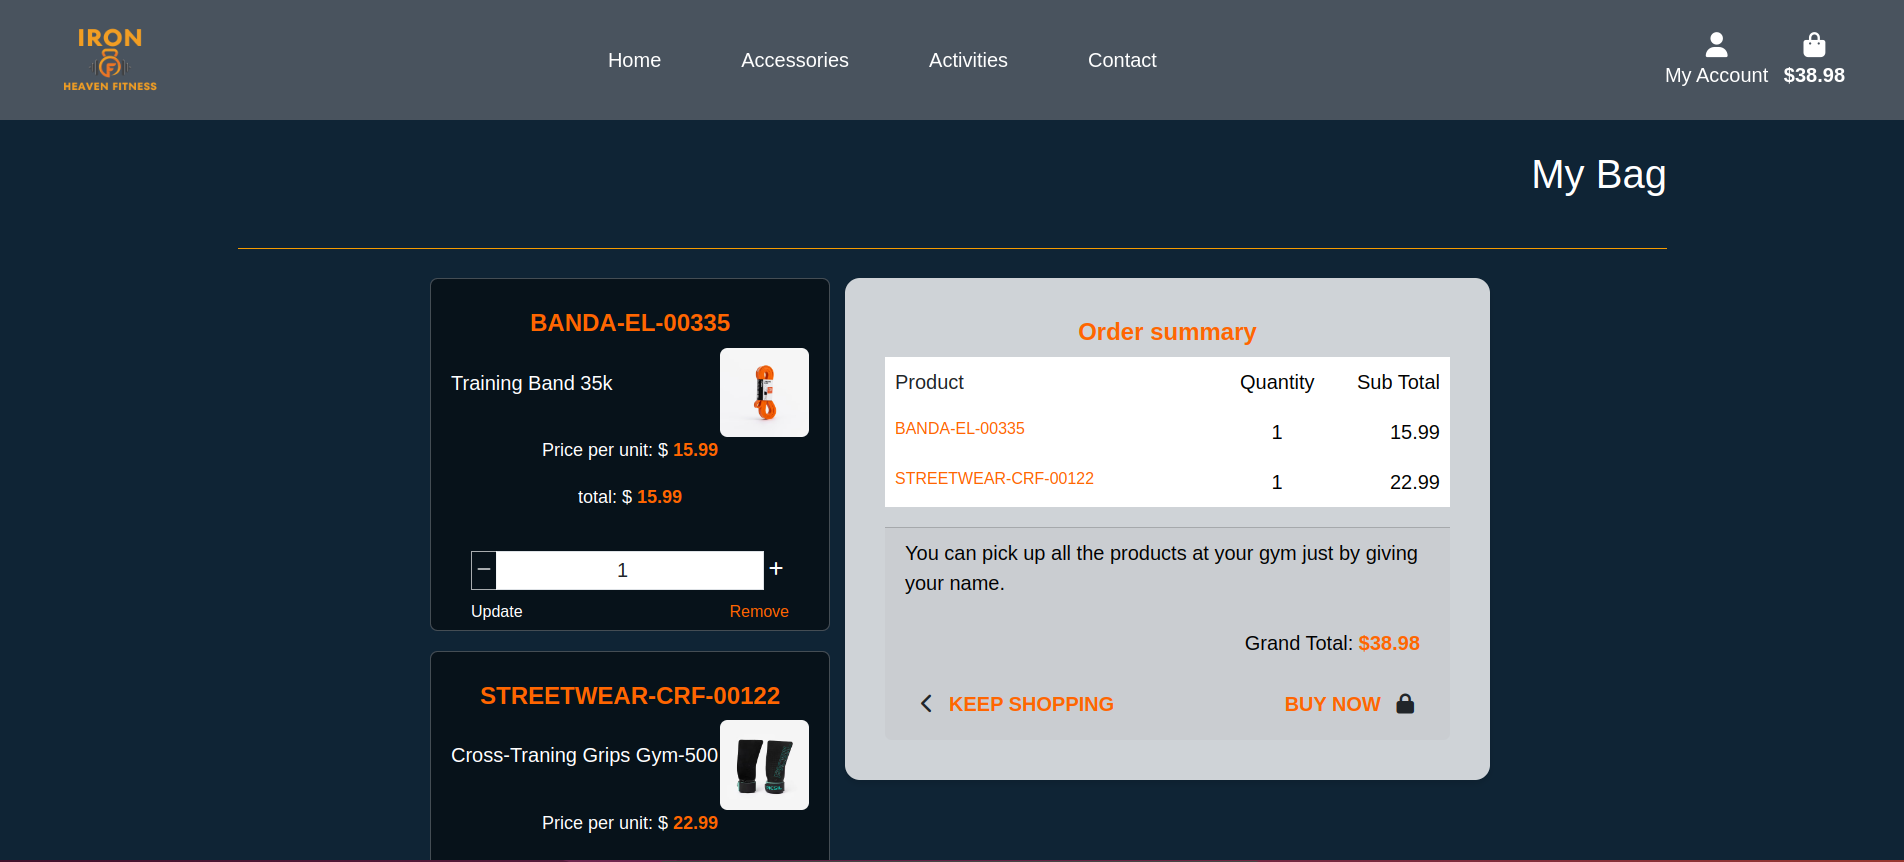 IRON
HEAVEN FITNESS
Home Accessories Activities Contact
My Account $38.98
My Bag
BANDA-EL-00335
Training Band 35k
Price per unit: $ 15.99
total: $ 15.99
− 1 +
Update Remove
STREETWEAR-CRF-00122
Cross-Traning Grips Gym-500
Price per unit: $ 22.99
Order summary
Product Quantity Sub Total
BANDA-EL-00335 1 15.99
STREETWEAR-CRF-00122 1 22.99
You can pick up all the products at your gym just by giving
your name.
Grand Total: $38.98
KEEP SHOPPING BUY NOW